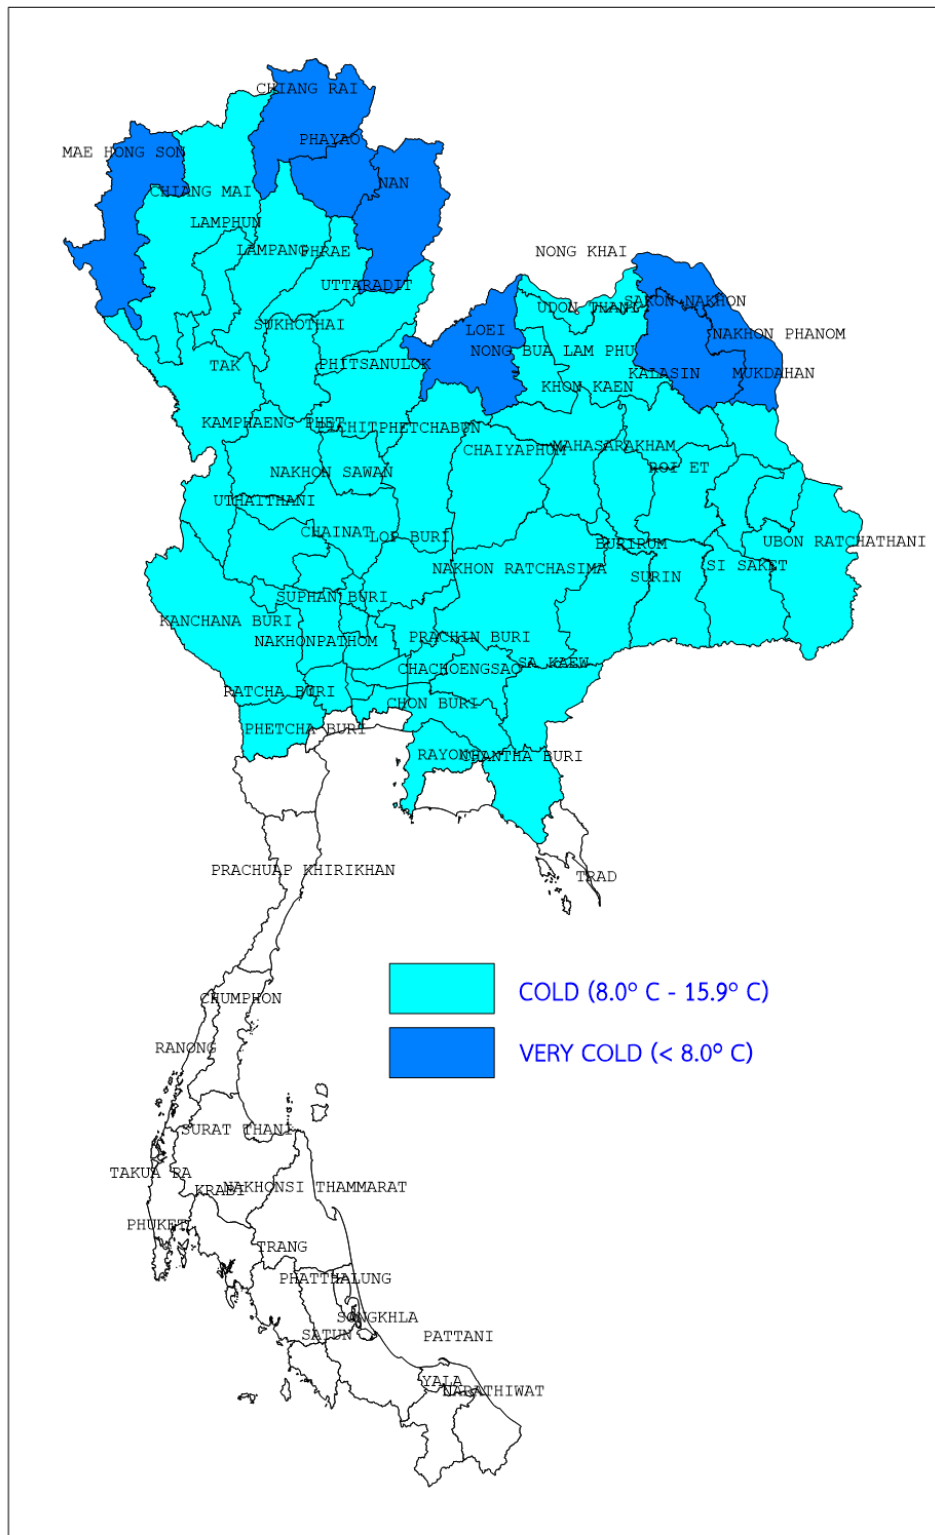 CHIANG RAI
PHAYAO
MAE HONG SON
NAN
CHIANG MAI
LAMPHUN
LAMPANG
PHRAE
NONG KHAI
UTTARADIT
SAKON NAKHON
UDON THANI
SUKHOTHAI
LOEI
NAKHON PHANOM
NONG BUA LAM PHU
TAK
PHITSANULOK
KALASIN
MUKDAHAN
KHON KAEN
KAMPHAENG PHET
PICHIT
PHETCHABUN
CHAIYAPHUM
MAHASARAKHAM
ROI ET
NAKHON SAWAN
UTHAITHANI
CHAINAT
LOP BURI
BURIRUM
UBON RATCHATHANI
NAKHON RATCHASIMA
SURIN
SI SAKET
SUPHAN BURI
KANCHANA BURI
NAKHONPATHOM
PRACHIN BURI
CHACHOENGSAO
SA KAEW
RATCHA BURI
CHON BURI
PHETCHA BURI
RAYONG
CHANTHA BURI
PRACHUAP KHIRIKHAN
TRAD
COLD (8.0° C - 15.9° C)
CHUMPHON
RANONG
VERY COLD (< 8.0° C)
SURAT THANI
TAKUA PA
KRABI
NAKHONSI THAMMARAT
PHUKET
TRANG
PHATTHALUNG
SONGKHLA
SATUN
PATTANI
YALA
NARATHIWAT